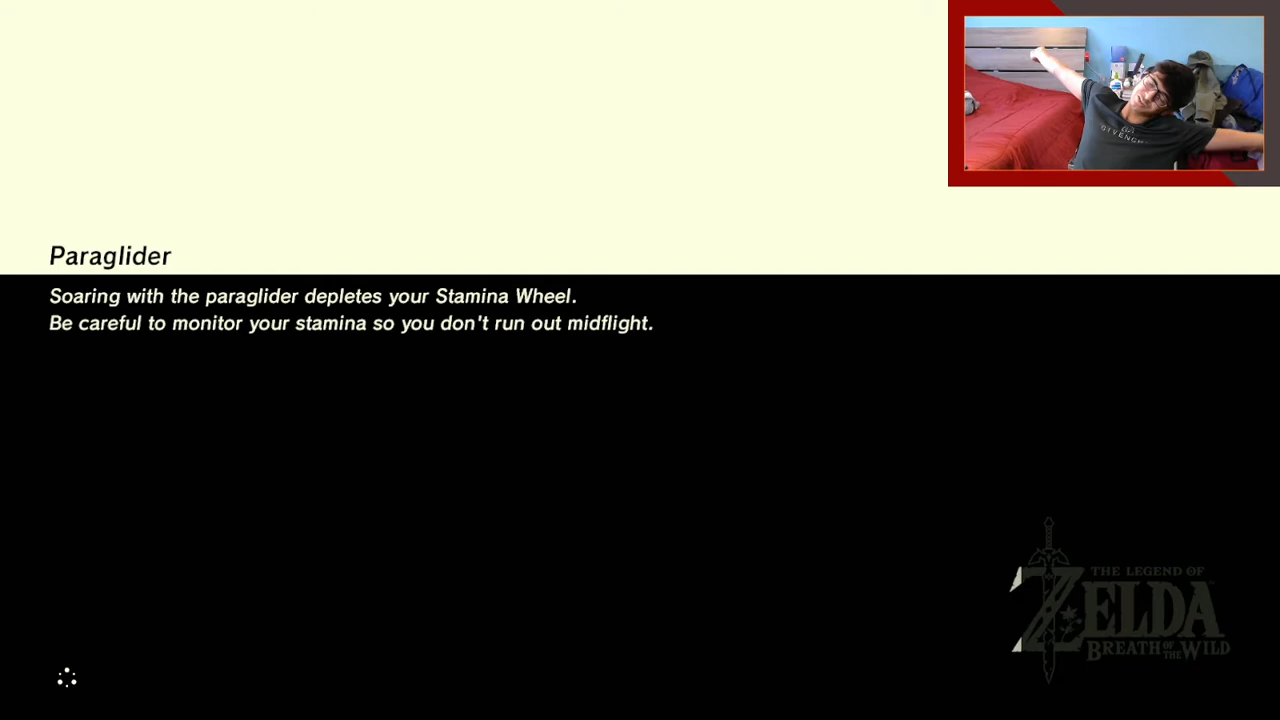 Paraglider
Soaring with the paraglider depletes your Stamina Wheel.
Be careful to monitor your stamina so you don't run out midflight.
THE LEGEND OF
ZELDA
BREATH OF THE WILD